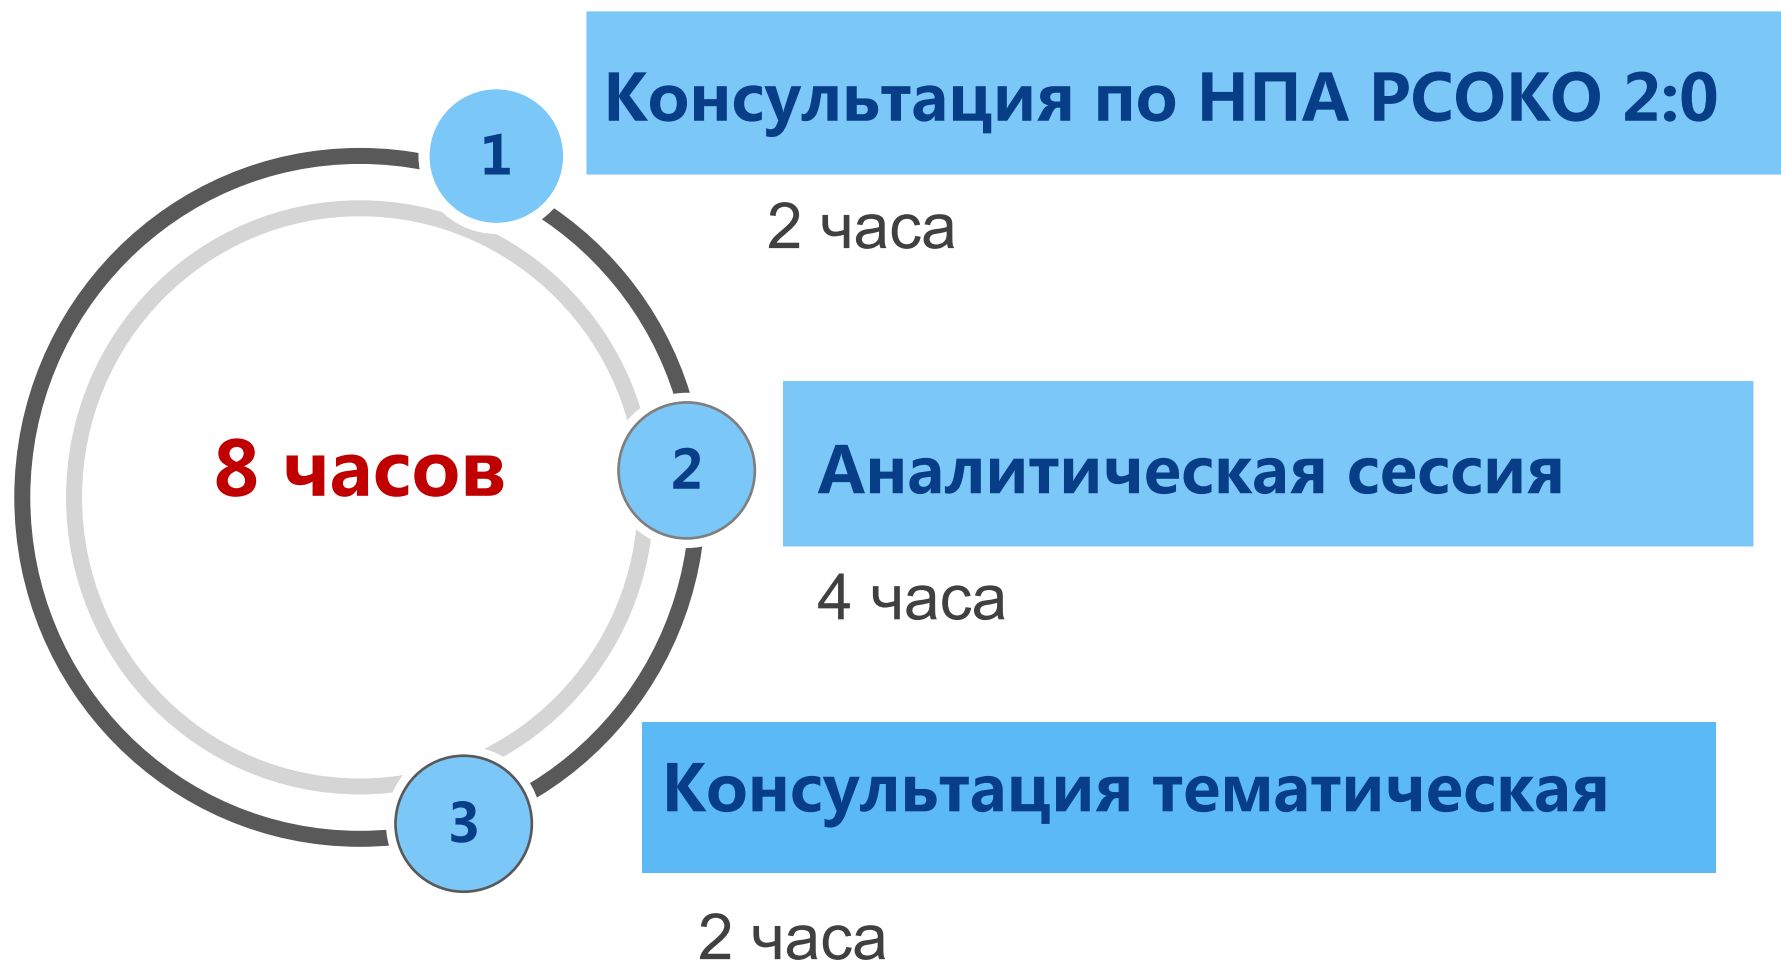 1
Консультация по НПА РСОКО 2:0
2 часа
8 часов
2
Аналитическая сессия
4 часа
3
Консультация тематическая
2 часа